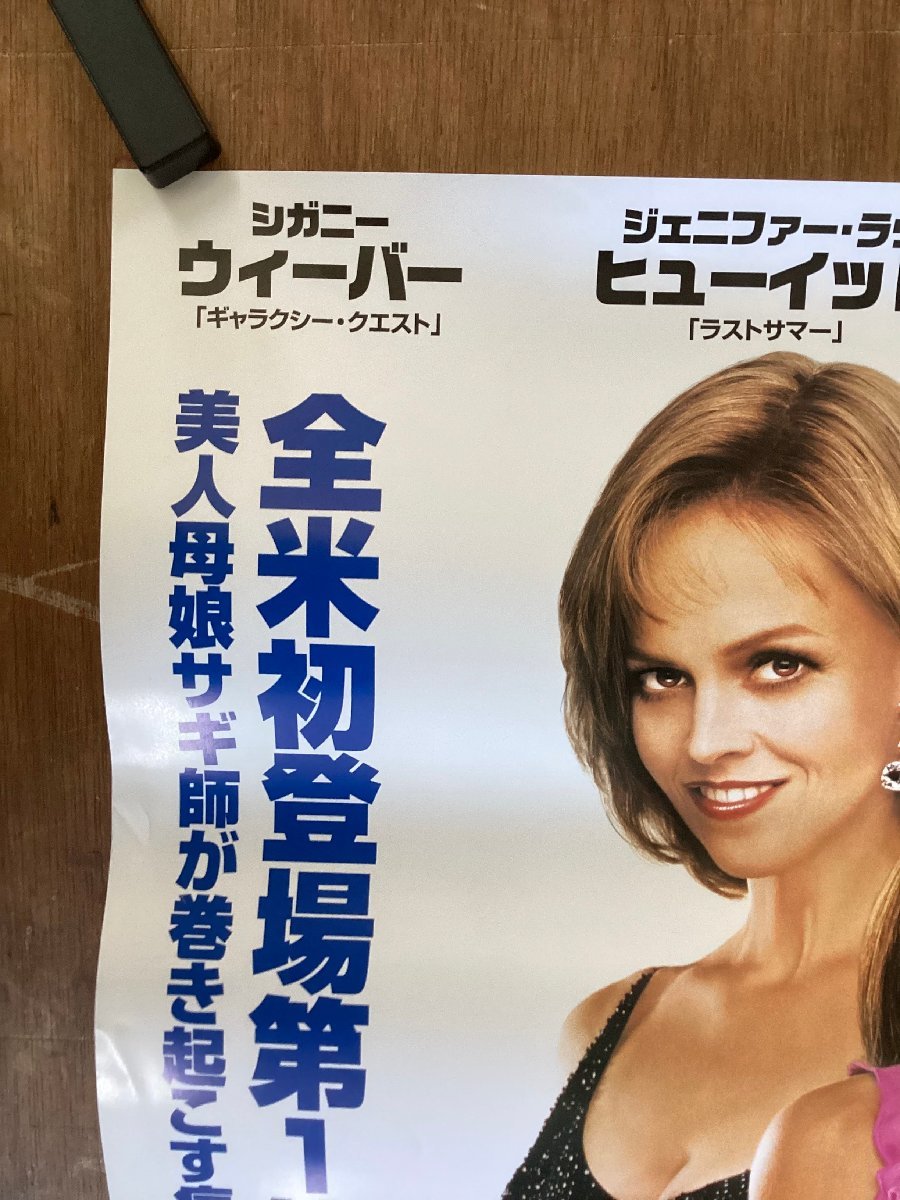 シガニー
ウィーバー
「ギャラクシー・クエスト」
ジェニファー・ラ
ヒューイッ
「ラストサマー」
全米初登場第1
美人母娘サギ師が巻き起こす